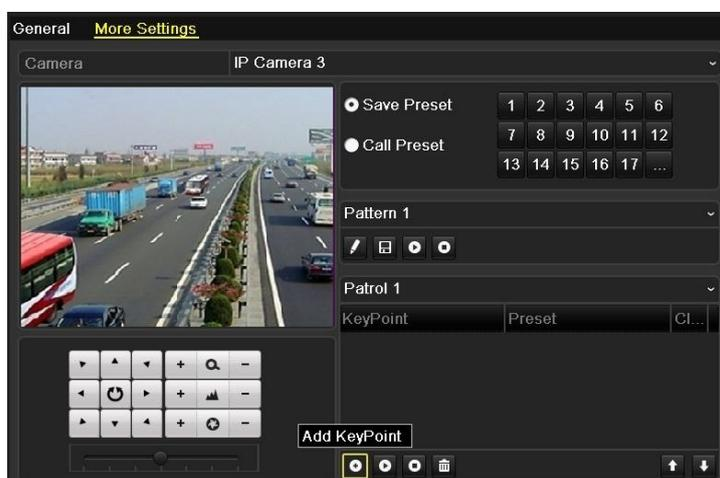 General More Settings
Camera IP Camera 3
Save Preset 1 2 3 4 5 6
Call Preset 7 8 9 10 11 12
13 14 15 16 17 ...
Pattern 1
Patrol 1
KeyPoint Preset Cl...
Add KeyPoint